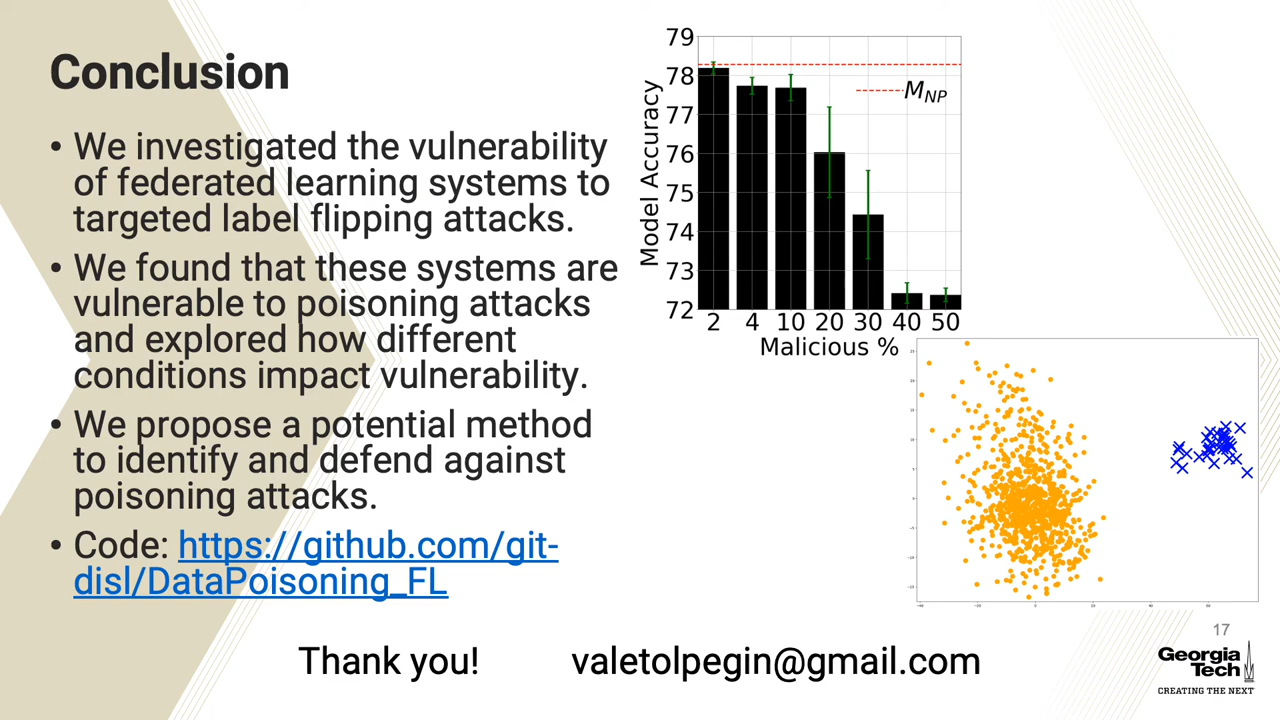 Conclusion
• We investigated the vulnerability
of federated learning systems to
targeted label flipping attacks.
• We found that these systems are
vulnerable to poisoning attacks
and explored how different
conditions impact vulnerability.
• We propose a potential method
to identify and defend against
poisoning attacks.
• Code: https://github.com/git-
disl/DataPoisoning_FL
79
78
77
76
75
74
73
72
Model Accuracy
M_NP
2 4 10 20 30 40 50
Malicious %
Thank you! valetolpegin@gmail.com
17
Georgia
Tech
CREATING THE NEXT